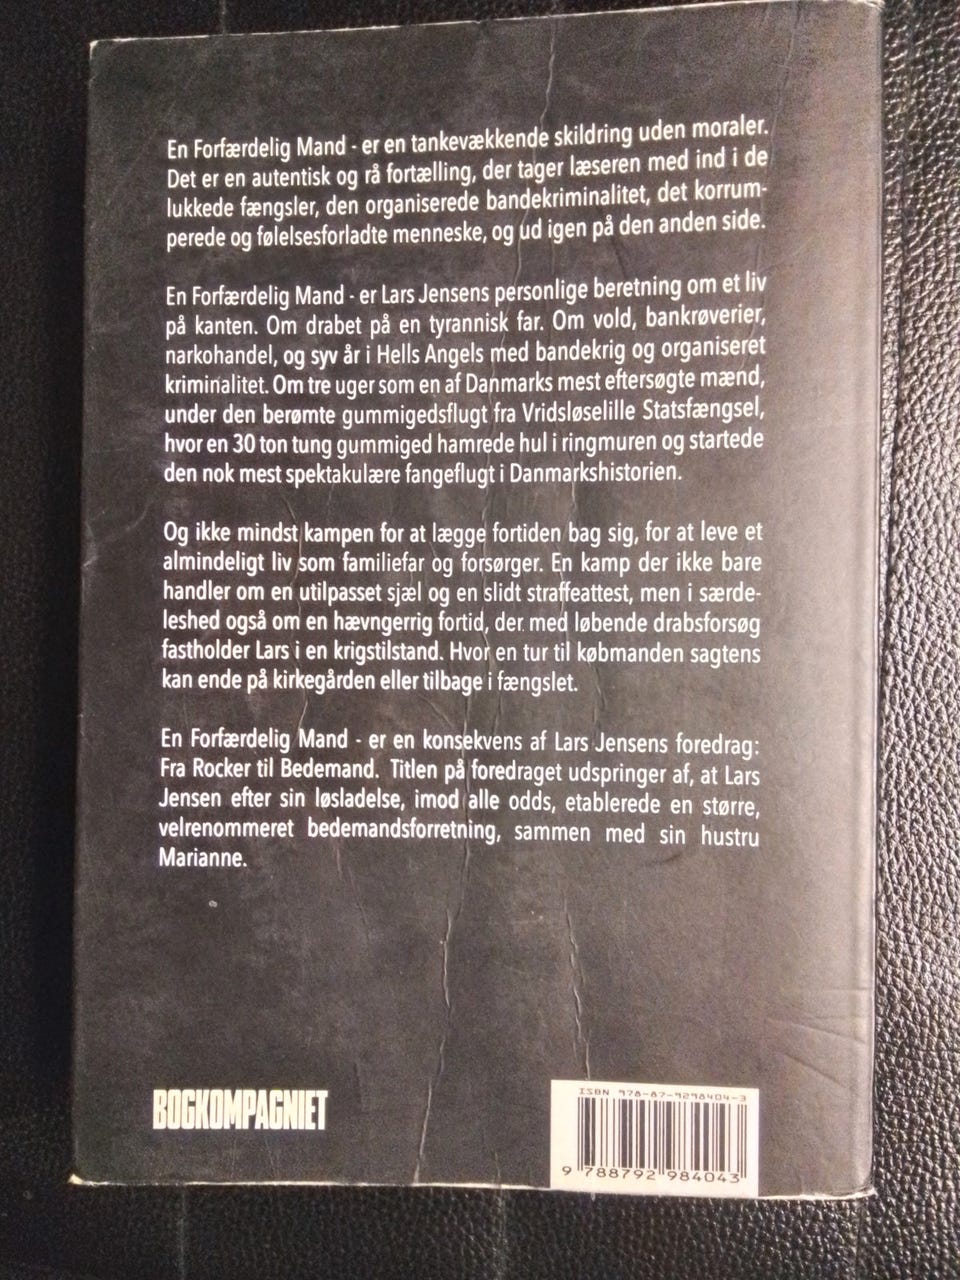 En Forfærdelig Mand - er en tankevækkende skildring uden moraler.
Det er en autentisk og rå fortælling, der tager læseren med ind i de
lukkede fængsler, den organiserede bandekriminalitet, det korrum-
perede og følelsesforladte menneske, og ud igen på den anden side.
En Forfærdelig Mand - er Lars Jensens personlige beretning om et liv
på kanten. Om drabet på en tyrannisk far. Om vold, bankrøverier,
narkohandel, og syv år i Hells Angels med bandekrig og organiseret
kriminalitet. Om tre uger som en af Danmarks mest eftersøgte mænd,
under den berømte gummigedsflugt fra Vridsløselille Statsfængsel,
hvor en 30 ton tung gummiged hamrede hul i ringmuren og startede
den nok mest spektakulære fangeflugt i Danmarkshistorien.
Og ikke mindst kampen for at lægge fortiden bag sig, for at leve et
almindeligt liv som familiefar og forsørger. En kamp der ikke bare
handler om en utilpasset sjæl og en slidt straffeattest, men i særde-
leshed også om en hævngerrig fortid, der med løbende drabsforsøg
fastholder Lars i en krigstilstand. Hvor en tur til købmanden sagtens
kan ende på kirkegården eller tilbage i fængslet.
En Forfærdelig Mand - er en konsekvens af Lars Jensens foredrag:
Fra Rocker til Bedemand. Titlen på foredraget udspringer af, at Lars
Jensen efter sin løsladelse, imod alle odds, etablerede en større,
velrenommeret bedemandsforretning, sammen med sin hustru
Marianne.
BOGKOMPAGNIET
ISBN 978-87-9298404-3
9 788792 984043